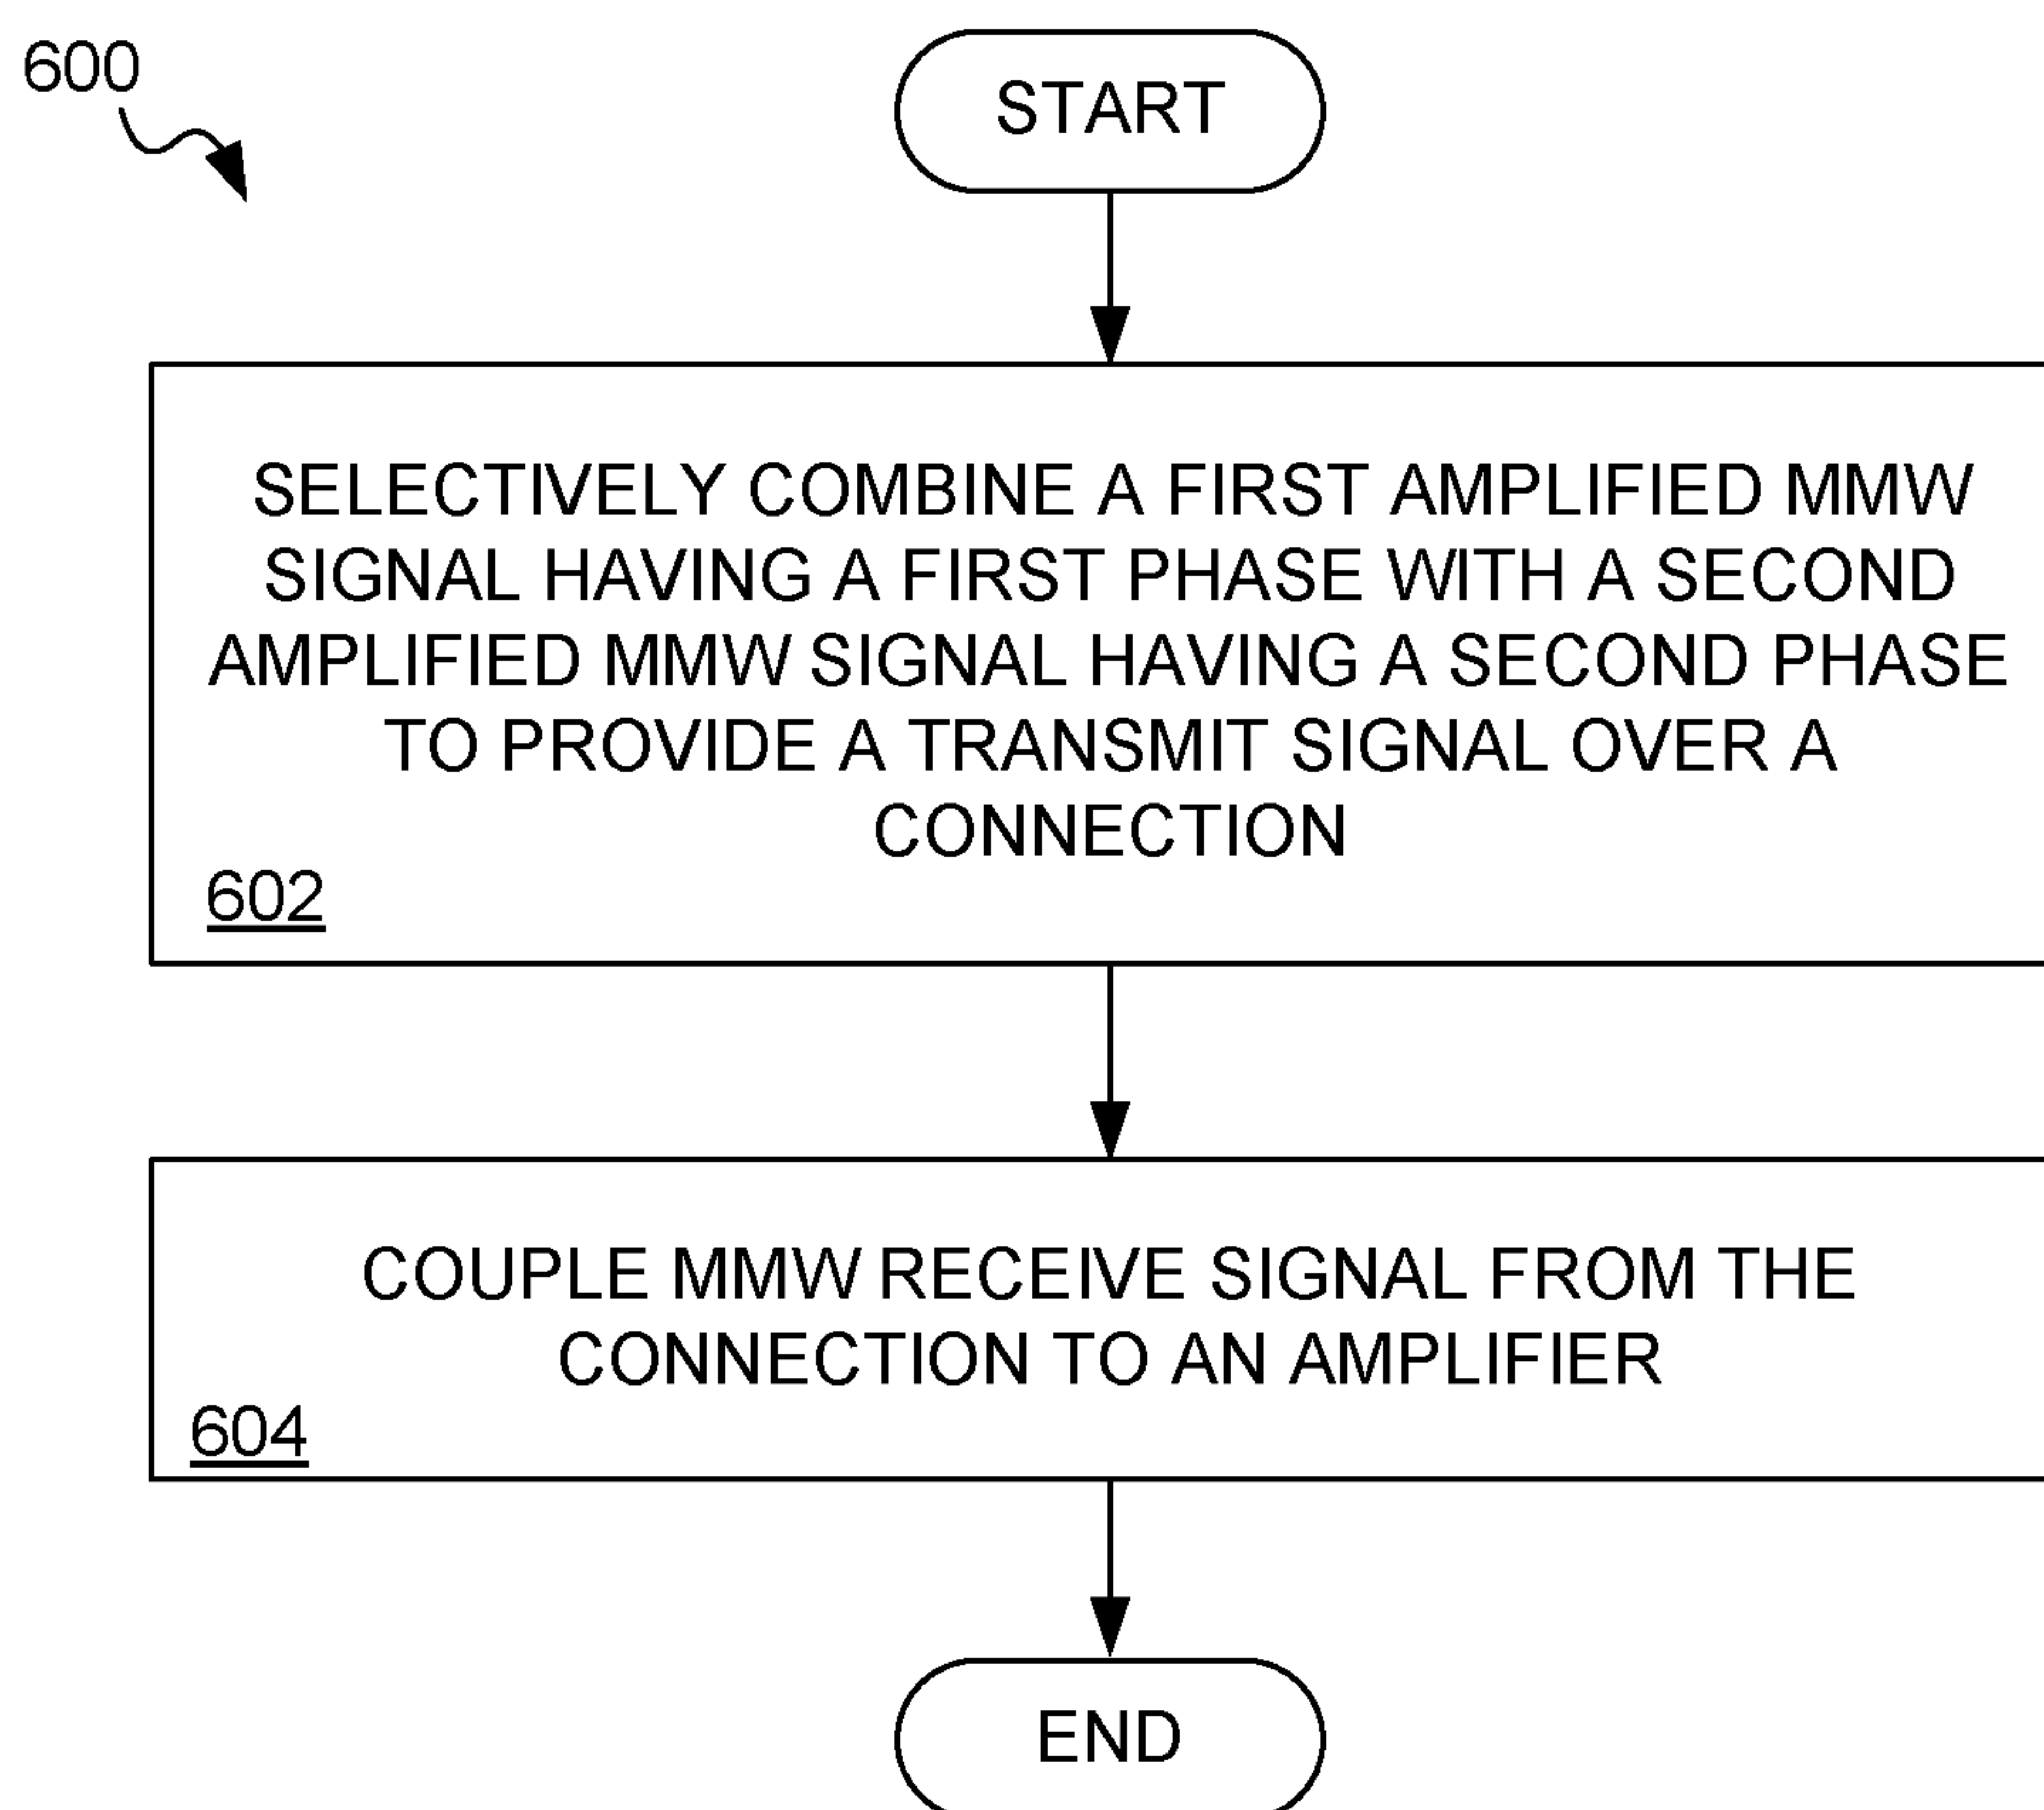 600
START
SELECTIVELY COMBINE A FIRST AMPLIFIED MMW
SIGNAL HAVING A FIRST PHASE WITH A SECOND
AMPLIFIED MMW SIGNAL HAVING A SECOND PHASE
TO PROVIDE A TRANSMIT SIGNAL OVER A
CONNECTION
602
COUPLE MMW RECEIVE SIGNAL FROM THE
CONNECTION TO AN AMPLIFIER
604
END